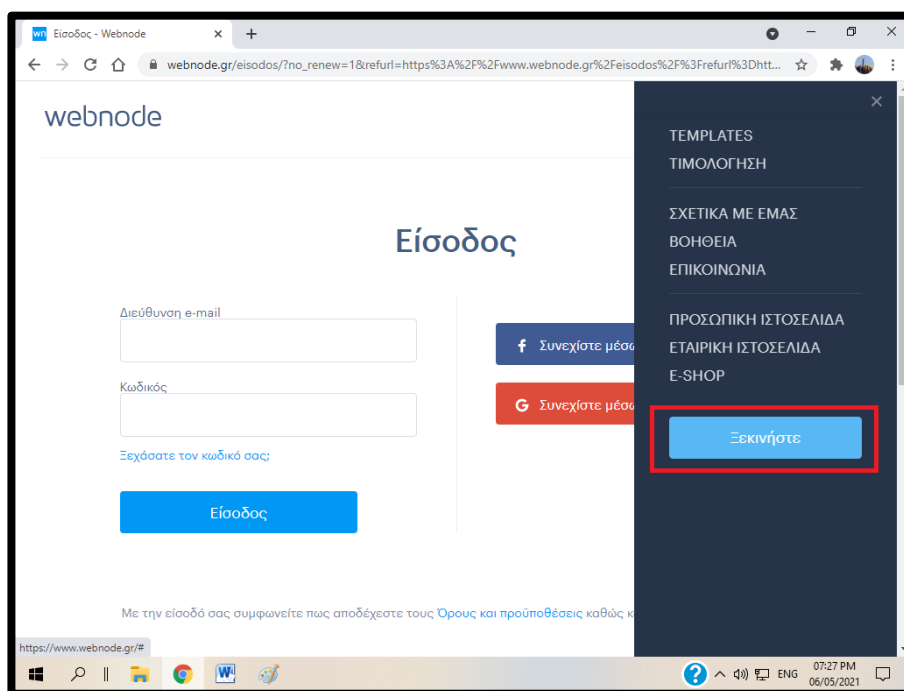 wn Είσοδος - Webnode
webnode.gr/eisodos/?no_renew=1&refurl=https%3A%2F%2Fwww.webnode.gr%2Feisodos%2F%3Frefurl%3Dhtt...
webnode
TEMPLATES
ΤΙΜΟΛΟΓΗΣΗ
ΣΧΕΤΙΚΑ ΜΕ ΕΜΑΣ
ΒΟΗΘΕΙΑ
ΕΠΙΚΟΙΝΩΝΙΑ
ΠΡΟΣΩΠΙΚΗ ΙΣΤΟΣΕΛΙΔΑ
ΕΤΑΙΡΙΚΗ ΙΣΤΟΣΕΛΙΔΑ
E-SHOP
Ξεκινήστε
Είσοδος
Διεύθυνση e-mail
Κωδικός
Ξεχάσατε τον κωδικό σας;
Είσοδος
f Συνεχίστε μέσω
G Συνεχίστε μέσω
Με την είσοδό σας συμφωνείτε πως αποδέχεστε τους Όρους και προϋποθέσεις καθώς κ
https://www.webnode.gr/#
ENG
07:27 PM
06/05/2021